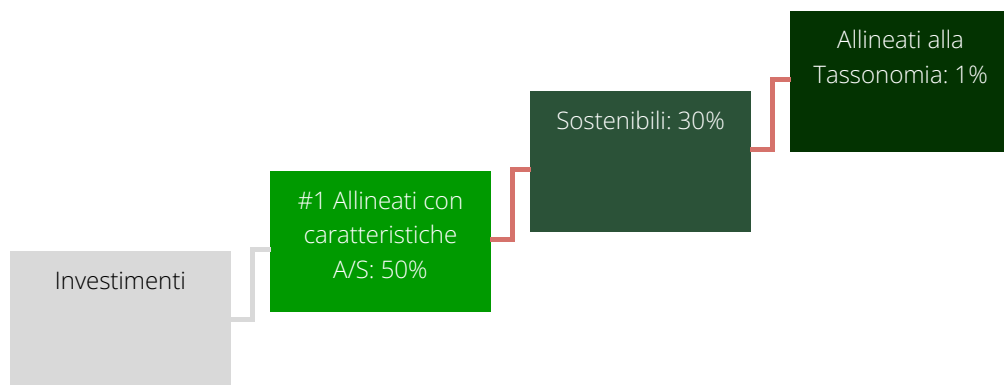 Allineati alla
Tassonomia: 1%
Sostenibili: 30%
#1 Allineati con
caratteristiche
A/S: 50%
Investimenti